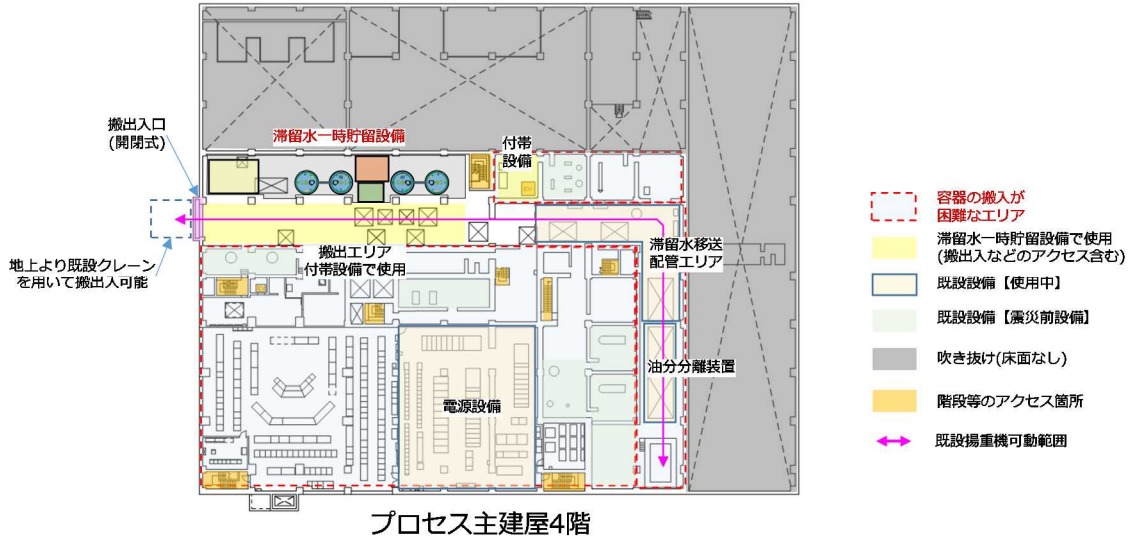 搬出入口
(開閉式)
滞留水一時貯留設備
付帯
設備
地上より既設クレーン
を用いて搬出入可能
搬出エリア
付帯設備で使用
滞留水移送
配管エリア
油分分離装置
電源設備
容器の搬入が
困難なエリア
滞留水一時貯留設備で使用
(搬出入などのアクセス含む)
既設設備【使用中】
既設設備【震災前設備】
吹き抜け(床面なし)
階段等のアクセス箇所
既設揚重機可動範囲
プロセス主建屋4階